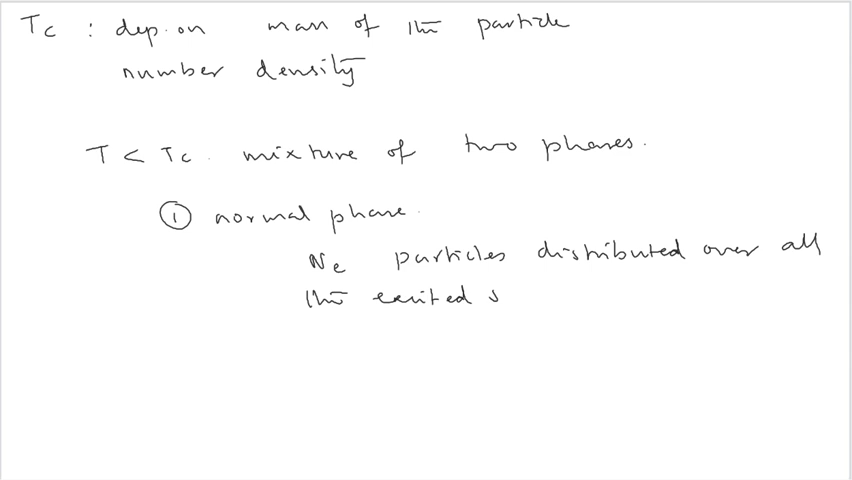 Tc : dep. on mass of the particle
number density
T < Tc. mixture of two phases.
① normal phase.
Ne particles distributed over all
the excited s